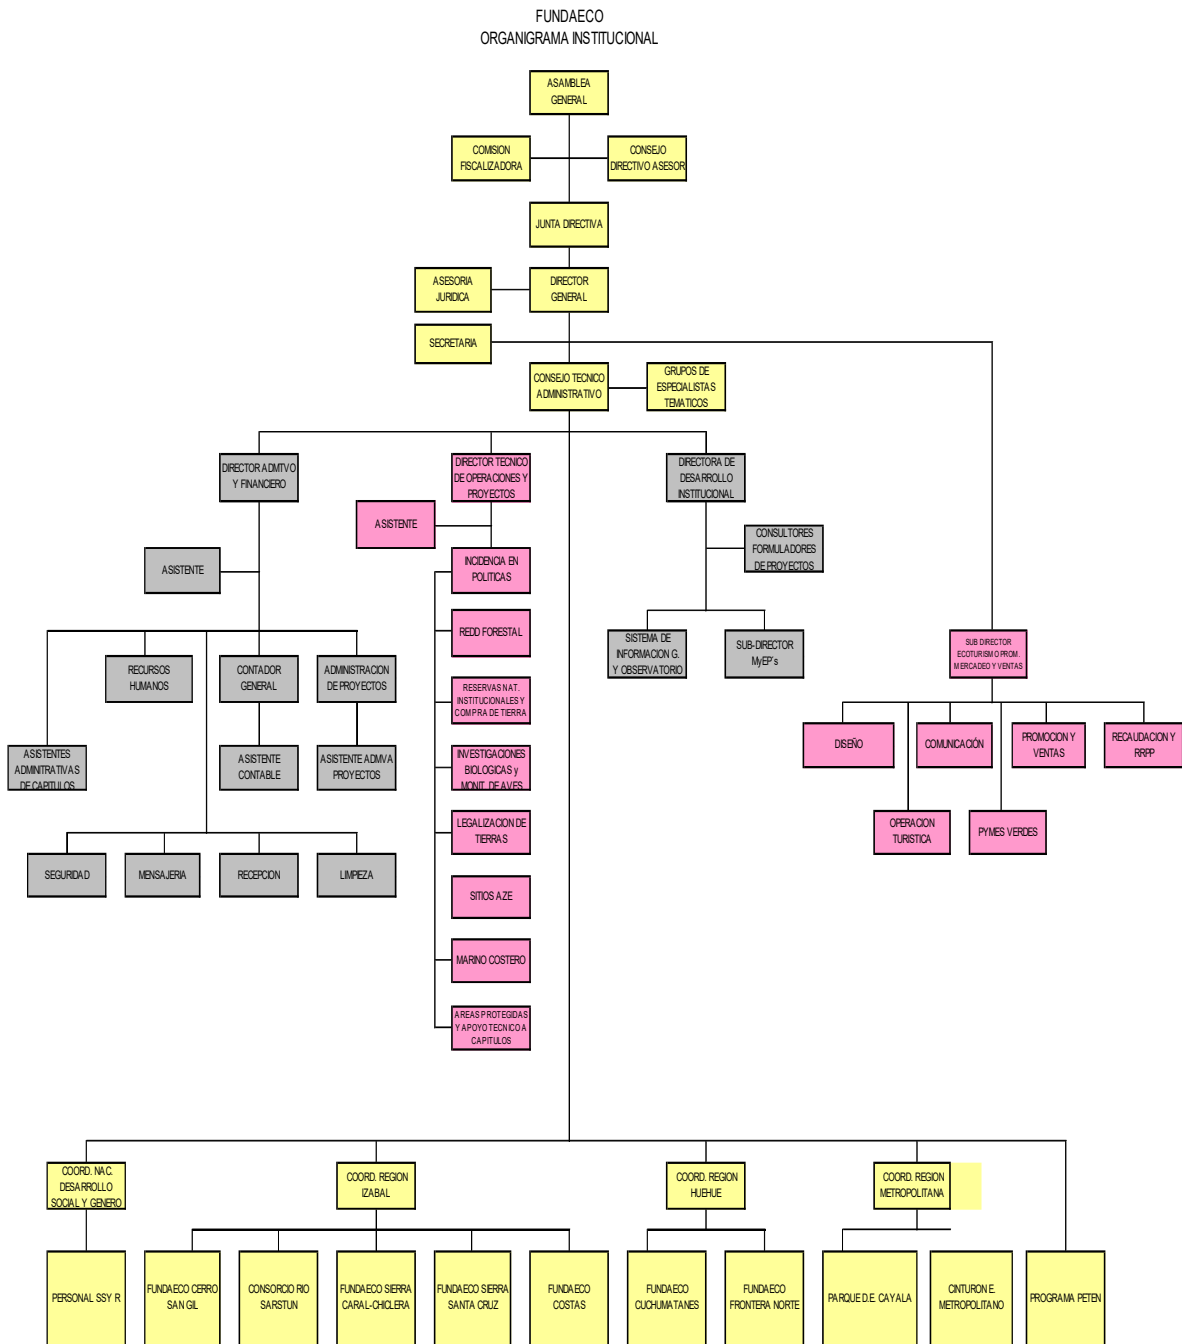 FUNDAECO
ORGANIGRAMA INSTITUCIONAL
ASAMBLEA
GENERAL
COMISION
FISCALIZADORA
CONSEJO
DIRECTIVO ASESOR
JUNTA DIRECTIVA
ASESORIA
JURIDICA
DIRECTOR
GENERAL
SECRETARIA
CONSEJO TECNICO
ADMINISTRATIVO
GRUPOS DE
ESPECIALISTAS
TEMATICOS
DIRECTOR ADMTVO
Y FINANCIERO
DIRECTOR TECNICO
DE OPERACIONES Y
PROYECTOS
DIRECTORA DE
DESARROLLO
INSTITUCIONAL
ASISTENTE
CONSULTORES
FORMULADORES
DE PROYECTOS
ASISTENTE
INCIDENCIA EN
POLITICAS
REDD FORESTAL
SISTEMA DE
INFORMACION G.
Y OBSERVATORIO
SUB-DIRECTOR
MyEP's
SUB DIRECTOR
ECOTURISMO PROM.
MERCADEO Y VENTAS
RECURSOS
HUMANOS
CONTADOR
GENERAL
ADMINISTRACION
DE PROYECTOS
RESERVAS NAT.
INSTITUCIONALES Y
COMPRA DE TIERRA
DISEÑO
COMUNICACIÓN
PROMOCION Y
VENTAS
RECAUDACION Y
RRPP
ASISTENTES
ADMINITRATIVAS
DE CAPITULOS
ASISTENTE
CONTABLE
ASISTENTE ADMVA
PROYECTOS
INVESTIGACIONES
BIOLOGICAS y
MONIT. DE AVES
LEGALIZACION DE
TIERRAS
OPERACION
TURISTICA
PYMES VERDES
SEGURIDAD
MENSAJERIA
RECEPCION
LIMPIEZA
SITIOS AZE
MARINO COSTERO
AREAS PROTEGIDAS
Y APOYO TECNICO A
CAPITULOS
COORD. NAC.
DESARROLLO
SOCIAL Y GENERO
COORD. REGION
IZABAL
COORD. REGION
HUEHUE
COORD. REGION
METROPOLITANA
PERSONAL SSY R
FUNDAECO CERRO
SAN GIL
CONSORCIO RIO
SARSTUN
FUNDAECO SIERRA
CARAL-CHICLERA
FUNDAECO SIERRA
SANTA CRUZ
FUNDAECO
COSTAS
FUNDAECO
CUCHUMATANES
FUNDAECO
FRONTERA NORTE
PARQUE D.E. CAYALA
CINTURON E.
METROPOLITANO
PROGRAMA PETEN